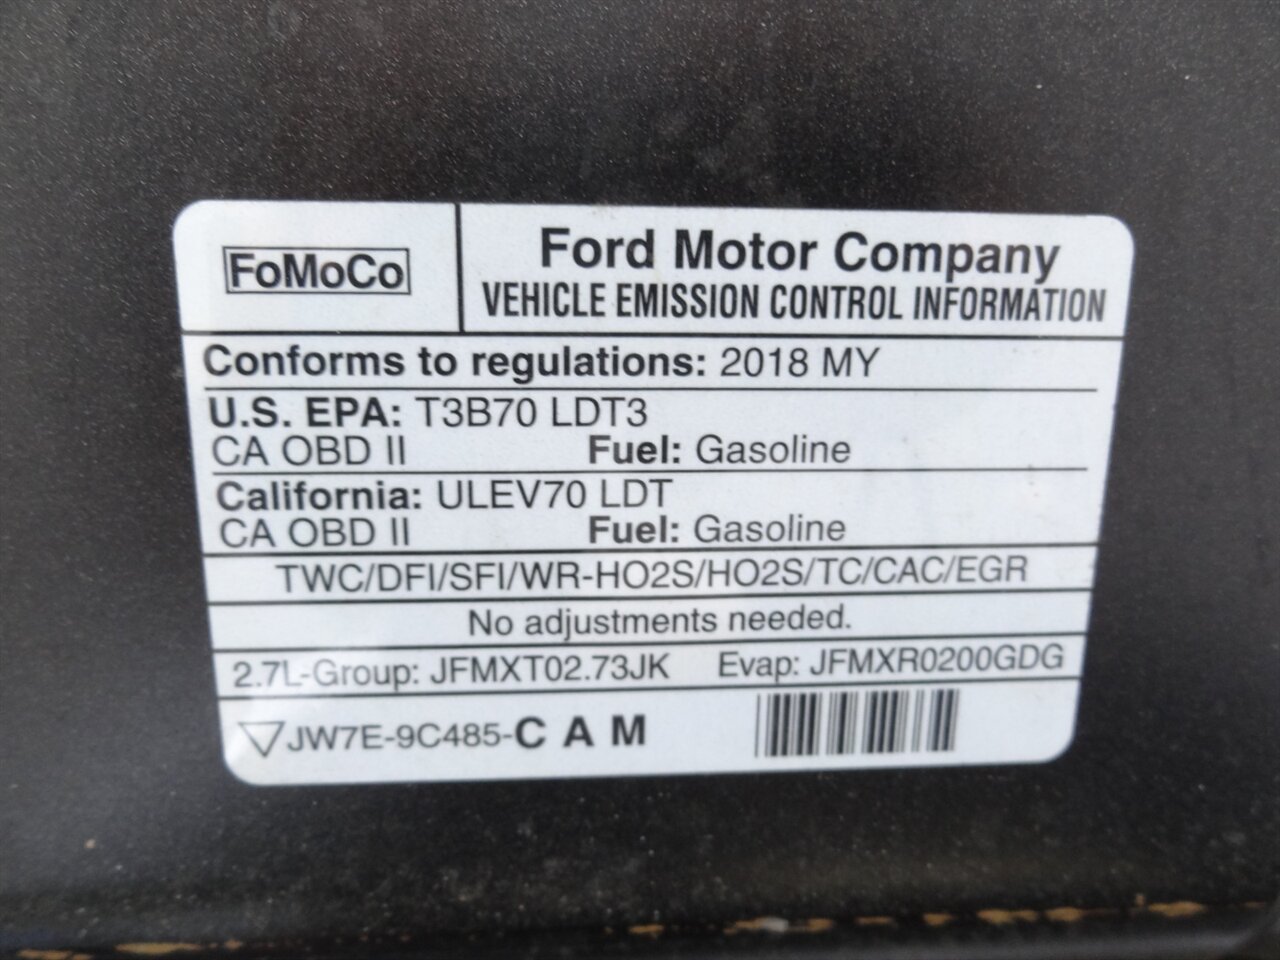 FoMoCo
Ford Motor Company
VEHICLE EMISSION CONTROL INFORMATION
Conforms to regulations: 2018 MY
U.S. EPA: T3B70 LDT3
CA OBD II Fuel: Gasoline
California: ULEV70 LDT
CA OBD II Fuel: Gasoline
TWC/DFI/SFI/WR-HO2S/HO2S/TC/CAC/EGR
No adjustments needed.
2.7L-Group: JFMXT02.73JK Evap: JFMXR0200GDG
JW7E-9C485-C A M